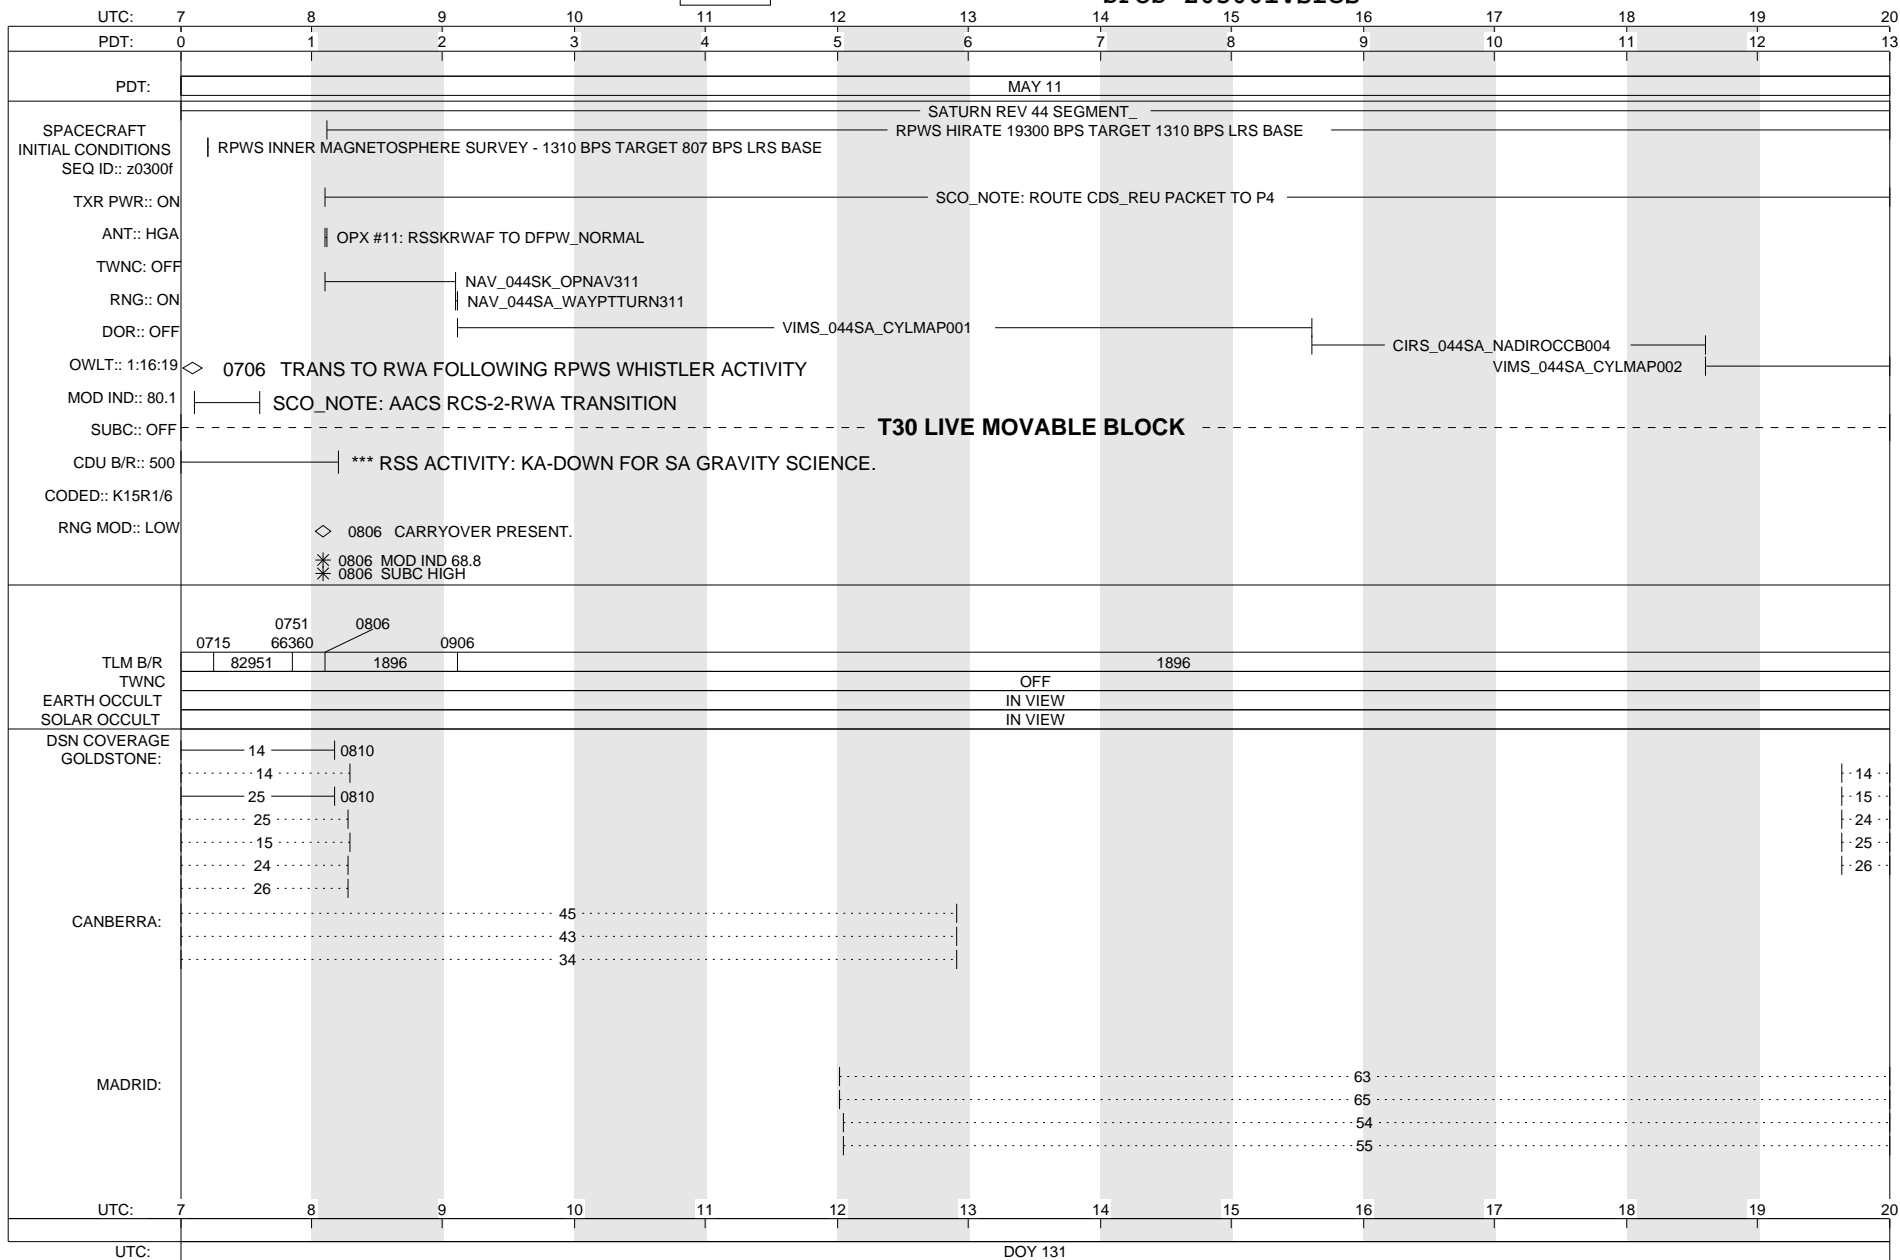 UTC: 7 8 9 10 11 12 13 14 15 16 17 18 19 20
PDT: 0 1 2 3 4 5 6 7 8 9 10 11 12 13
PDT: MAY 11
SATURN REV 44 SEGMENT_
SPACECRAFT
INITIAL CONDITIONS
RPWS HIRATE 19300 BPS TARGET 1310 BPS LRS BASE
RPWS INNER MAGNETOSPHERE SURVEY - 1310 BPS TARGET 807 BPS LRS BASE
SEQ ID:: z0300f
TXR PWR:: ON
SCO_NOTE: ROUTE CDS_REU PACKET TO P4
ANT:: HGA
OPX #11: RSSKRWAF TO DFPW_NORMAL
TWNC: OFF
NAV_044SK_OPNAV311
RNG:: ON
NAV_044SA_WAYPTTURN311
DOR:: OFF
VIMS_044SA_CYLMAP001
CIRS_044SA_NADIROCCB004
OWLT:: 1:16:19
0706 TRANS TO RWA FOLLOWING RPWS WHISTLER ACTIVITY
VIMS_044SA_CYLMAP002
MOD IND:: 80.1
SCO_NOTE: AACS RCS-2-RWA TRANSITION
SUBC:: OFF
T30 LIVE MOVABLE BLOCK
CDU B/R:: 500
*** RSS ACTIVITY: KA-DOWN FOR SA GRAVITY SCIENCE.
CODED:: K15R1/6
RNG MOD:: LOW
0806 CARRYOVER PRESENT.
0806 MOD IND 68.8
0806 SUBC HIGH
0751 0806
0715 66360 0906
TLM B/R 82951 1896 1896
TWNC OFF
EARTH OCCULT IN VIEW
SOLAR OCCULT IN VIEW
DSN COVERAGE
GOLDSTONE:
14 0810
14 14
25 0810 15
25 24
15 25
24 26
26
CANBERRA:
45
43
34
MADRID:
63
65
54
55
UTC: 7 8 9 10 11 12 13 14 15 16 17 18 19 20
UTC: DOY 131